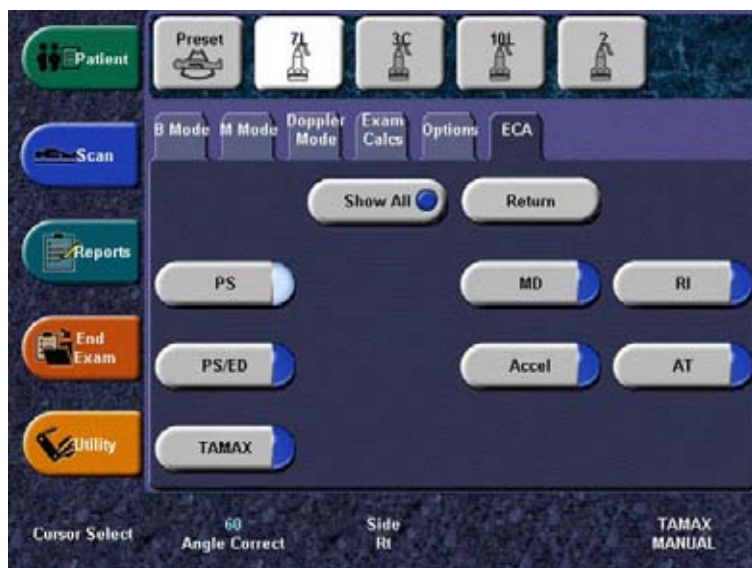 Patient
Preset
7L
3C
10L
2
Scan
B Mode
M Mode
Doppler
Mode
Exam
Calcs
Options
ECA
Show All
Return
Reports
PS
MD
RI
End
Exam
PS/ED
Accel
AT
Utility
TAMAX
Cursor Select
60
Angle Correct
Side
Rt
TAMAX
MANUAL